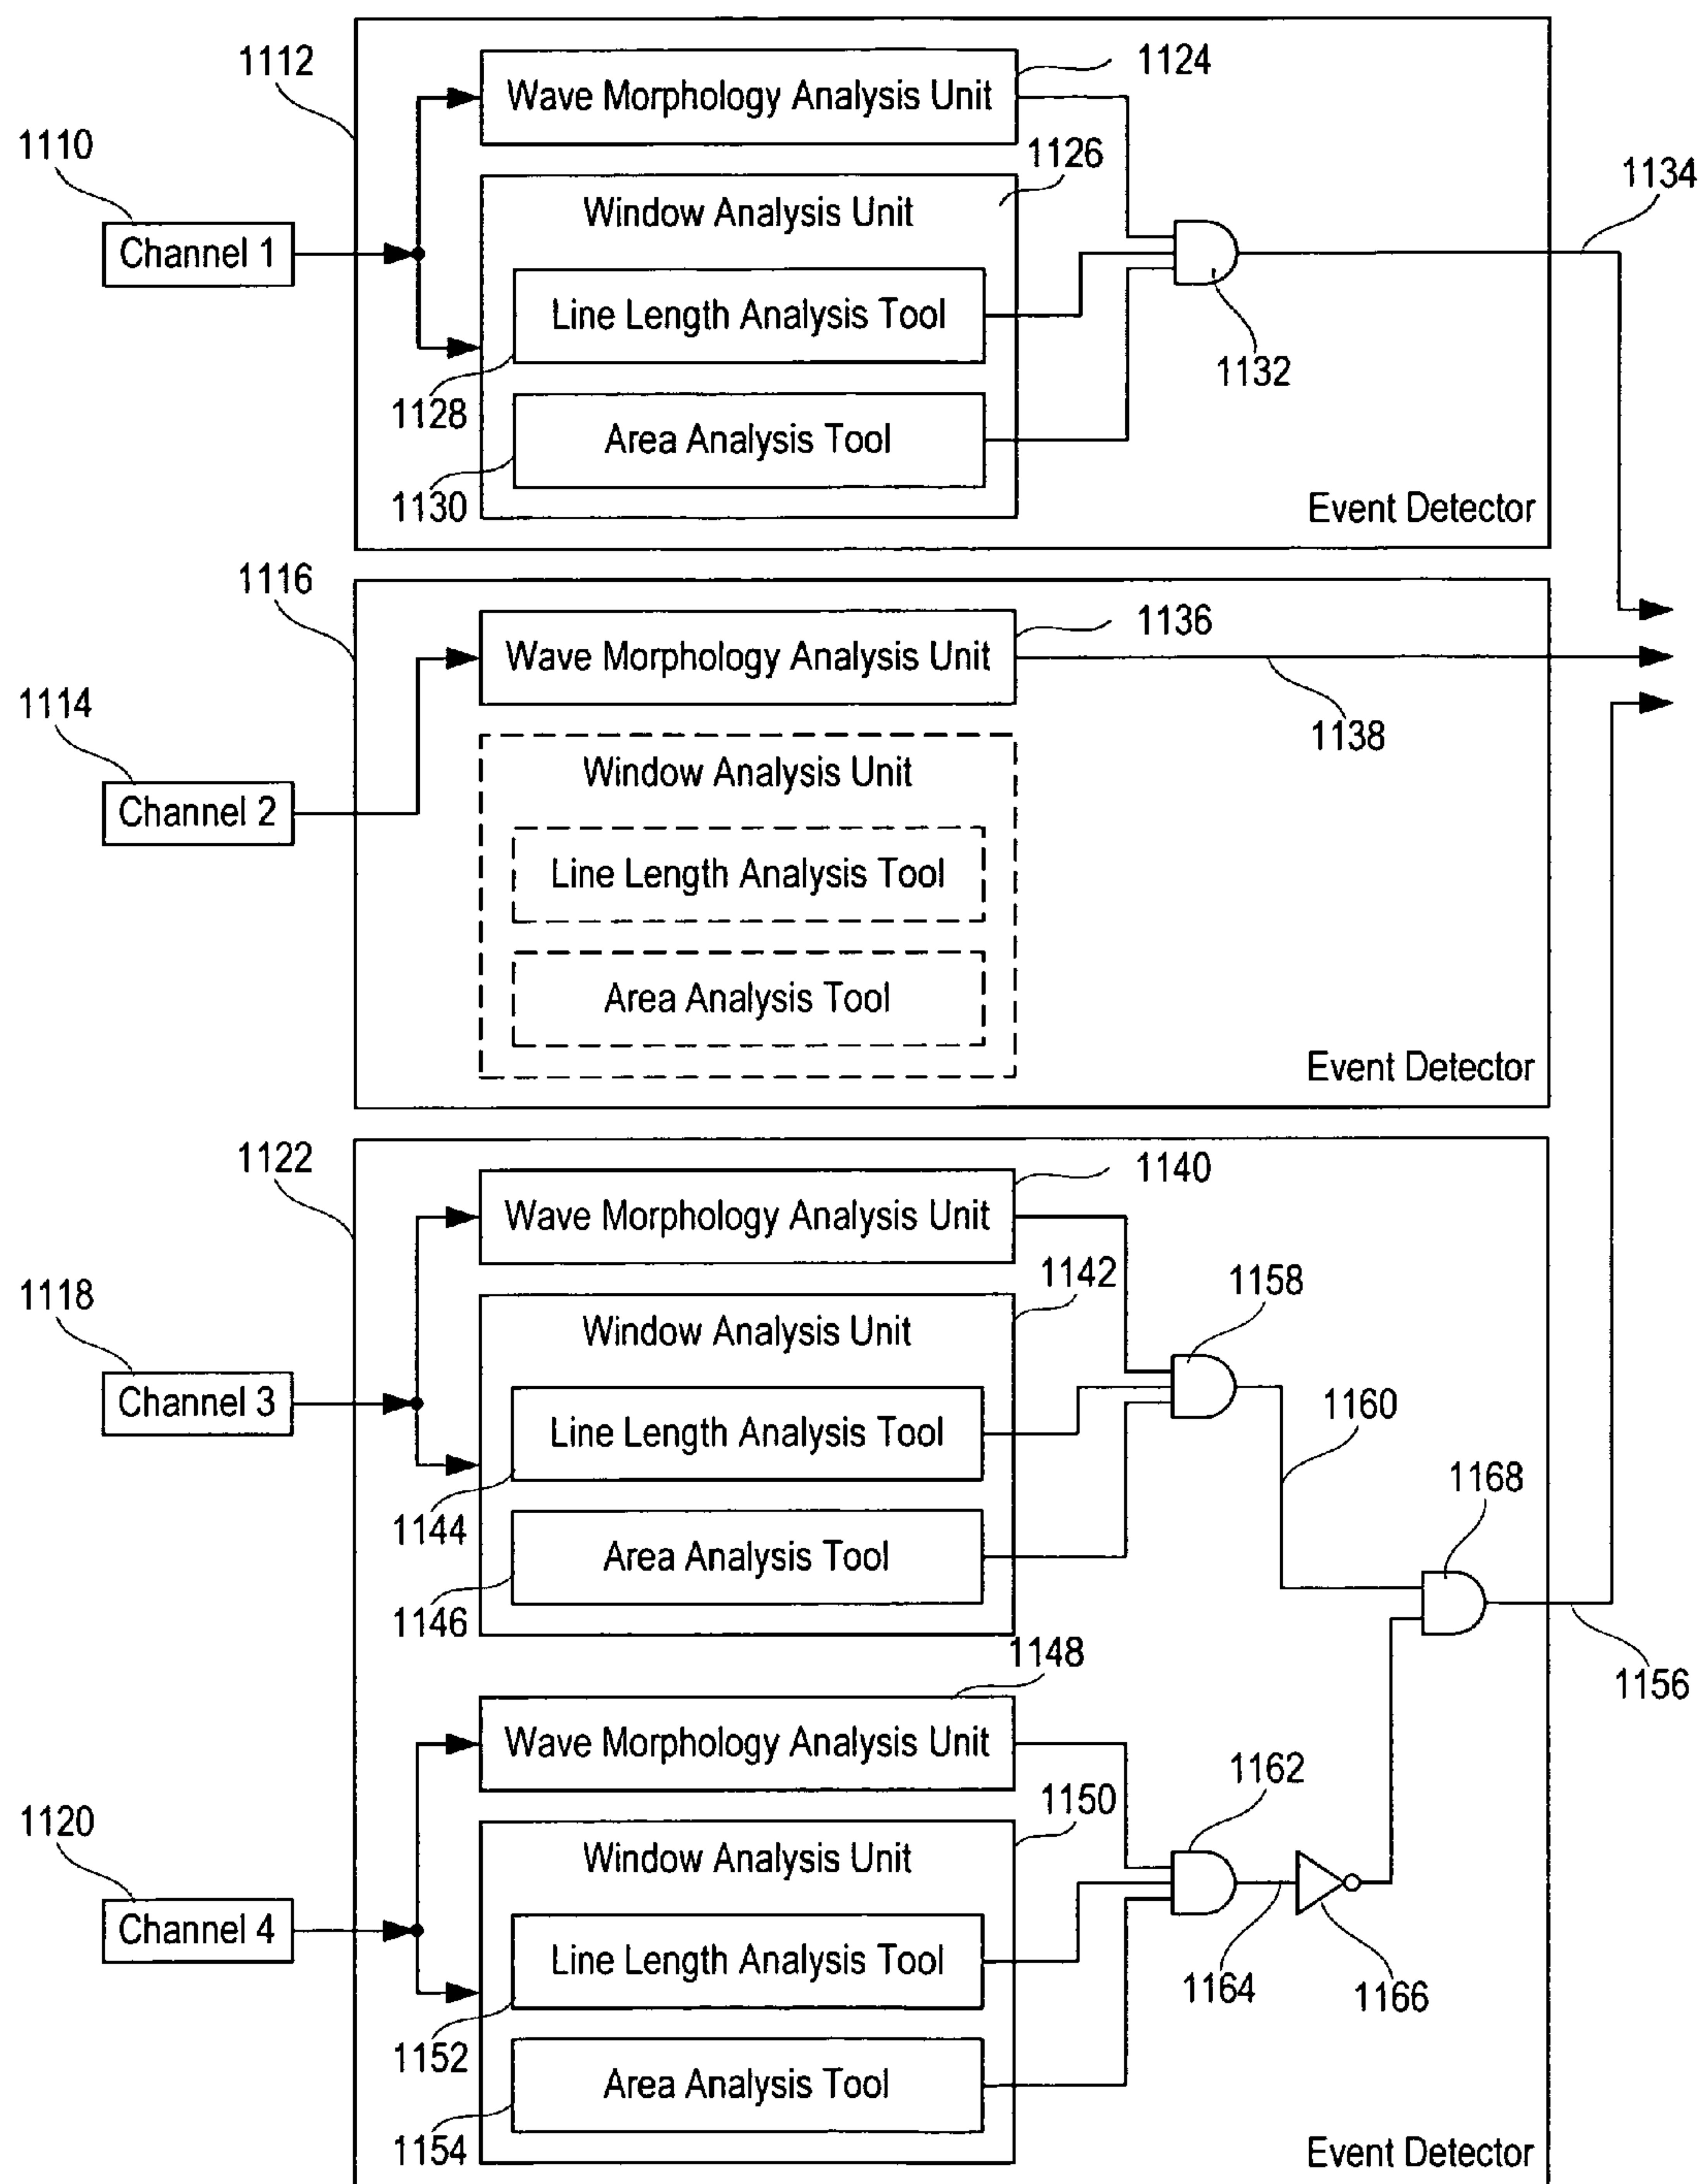 1112
1124
Wave Morphology Analysis Unit
1110
1126
1134
Window Analysis Unit
Channel 1
Line Length Analysis Tool
1132
1128
Area Analysis Tool
1130
Event Detector
1116
1136
Wave Morphology Analysis Unit
1114
1138
Window Analysis Unit
Channel 2
Line Length Analysis Tool
Area Analysis Tool
Event Detector
1122
1140
Wave Morphology Analysis Unit
1142
1158
1118
Window Analysis Unit
Channel 3
1160
Line Length Analysis Tool
1168
1144
Area Analysis Tool
1146
1148
1156
Wave Morphology Analysis Unit
1162
1150
1120
Window Analysis Unit
Channel 4
Line Length Analysis Tool
1164
1166
1152
Area Analysis Tool
1154
Event Detector